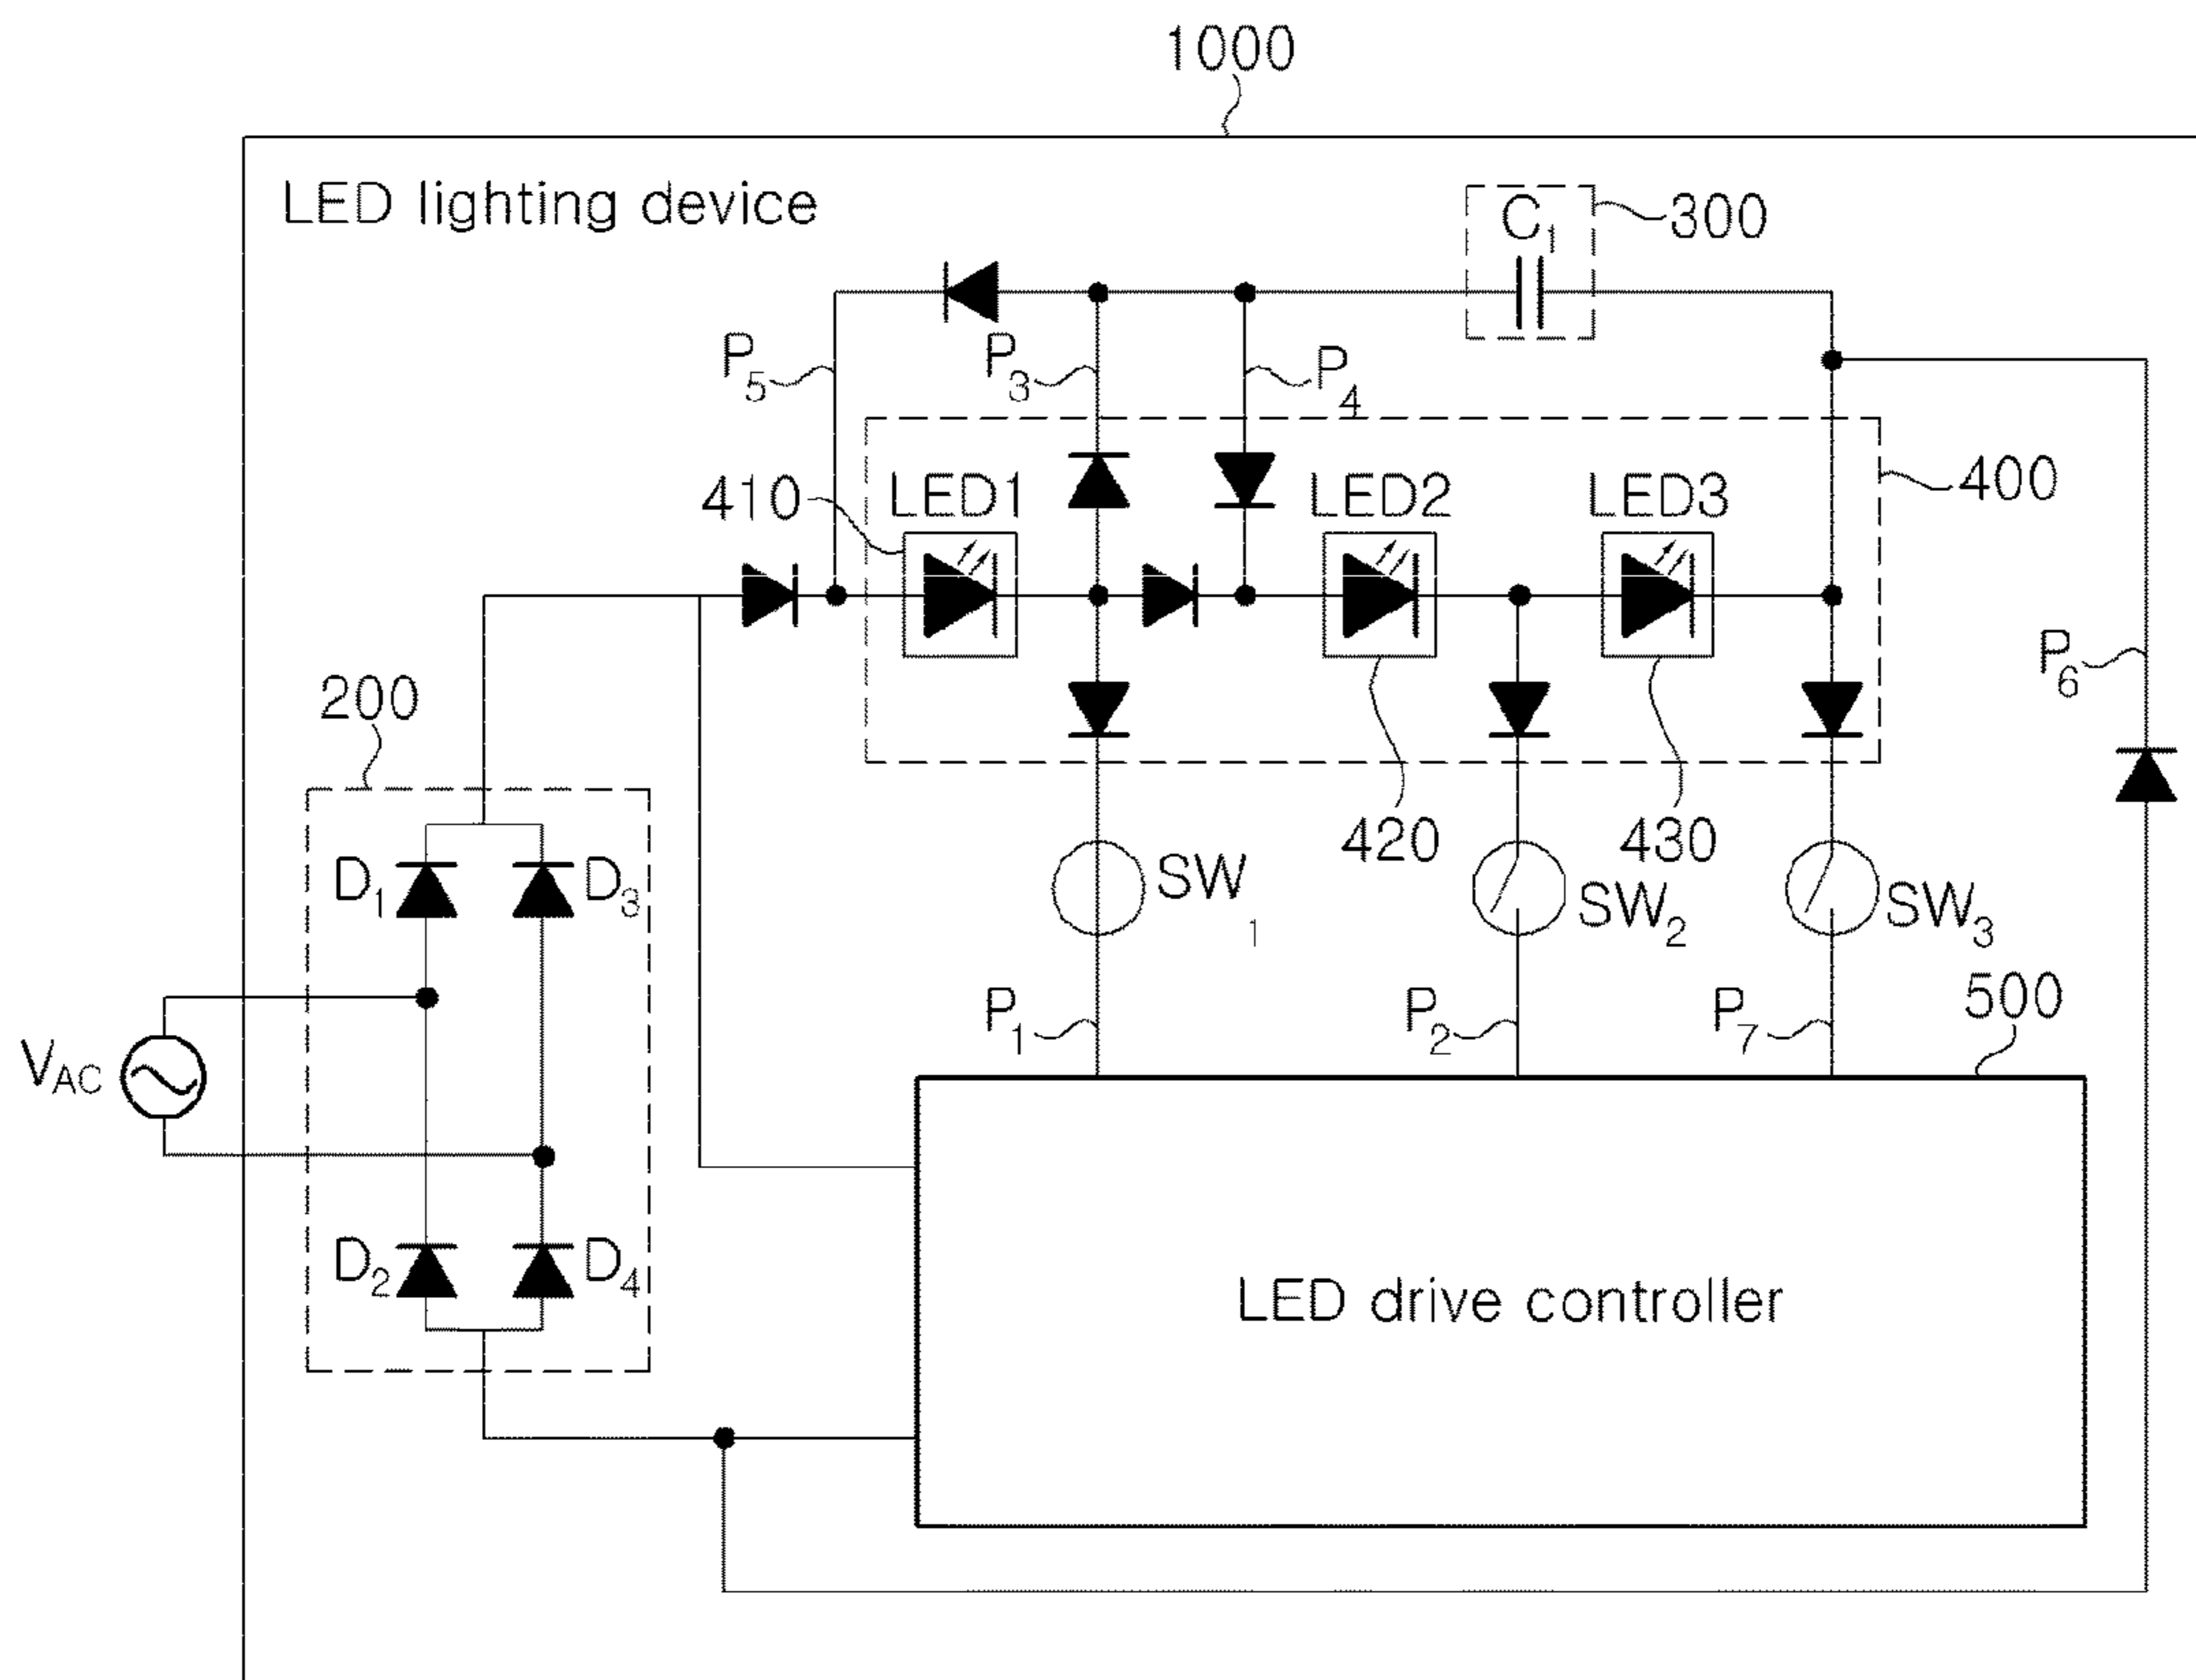 1000
LED lighting device
C1
300
P5
P3
P4
410
LED1
LED2
LED3
400
200
P6
420
430
D1
D3
SW1
SW2
SW3
P1
P2
P7
500
VAC
D2
D4
LED drive controller